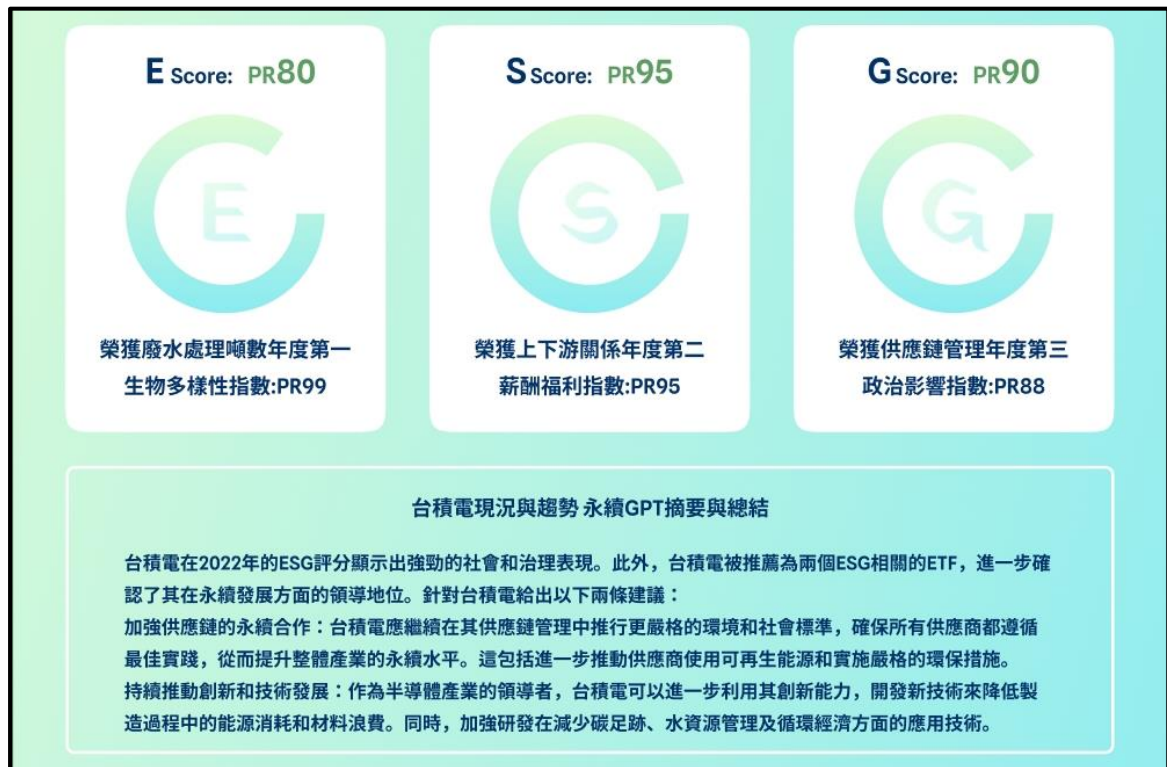 E Score: PR80
E
榮獲廢水處理噸數年度第一
生物多樣性指數:PR99
S Score: PR95
S
榮獲上下游關係年度第二
薪酬福利指數:PR95
G Score: PR90
G
榮獲供應鏈管理年度第三
政治影響指數:PR88
台積電現況與趨勢 永續GPT摘要與總結
台積電在2022年的ESG評分顯示出強勁的社會和治理表現。此外，台積電被推薦為兩個ESG相關的ETF，進一步確
認了其在永續發展方面的領導地位。針對台積電給出以下兩條建議：
加強供應鏈的永續合作：台積電應繼續在其供應鏈管理中推行更嚴格的環境和社會標準，確保所有供應商都遵循
最佳實踐，從而提升整體產業的永續水平。這包括進一步推動供應商使用可再生能源和實施嚴格的環保措施。
持續推動創新和技術發展：作為半導體產業的領導者，台積電可以進一步利用其創新能力，開發新技術來降低製
造過程中的能源消耗和材料浪費。同時，加強研發在減少碳足跡、水資源管理及循環經濟方面的應用技術。